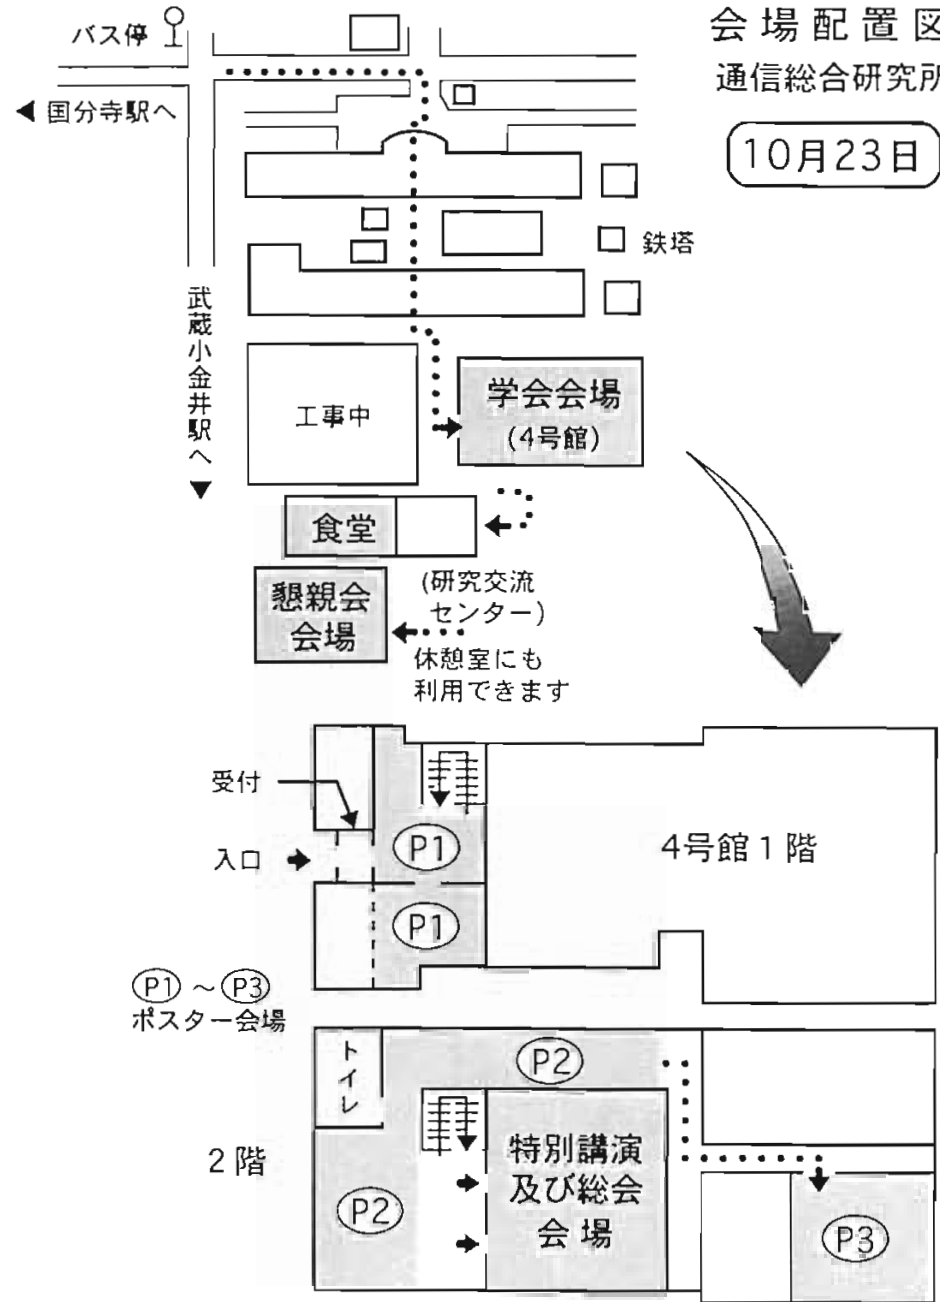 会場配置図
通信総合研究所
10月23日
バス停
国分寺駅へ
鉄塔
武蔵小金井駅へ
工事中
学会会場
(4号館)
食堂
懇親会
会場
(研究交流
センター)
休憩室にも
利用できます
受付
入口
P1
P1
4号館1階
P1 ～ P3
ポスター会場
トイレ
P2
2階
P2
特別講演
及び総会
会場
P3